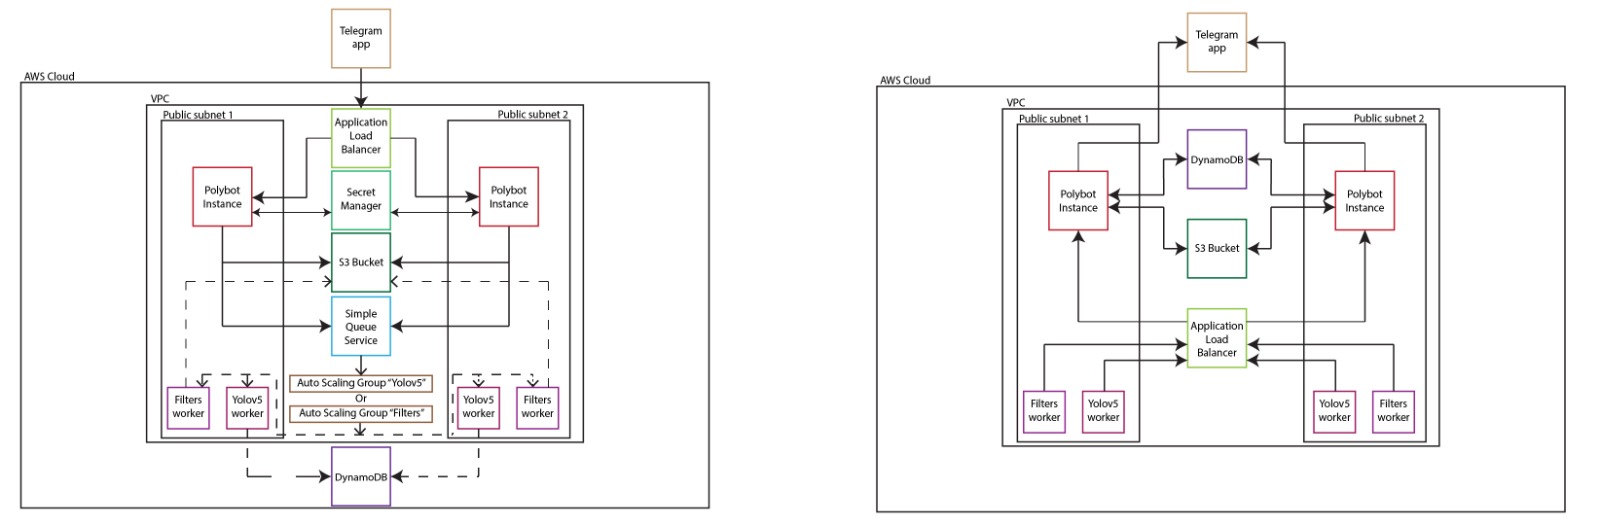 Telegram
app
AWS Cloud
VPC
Public subnet 1
Public subnet 2
Application
Load
Balancer
Polybot
Instance
Secret
Manager
Polybot
Instance
S3 Bucket
Simple
Queue
Service
Filters
worker
Yolov5
worker
Auto Scaling Group "Yolov5"
Or
Auto Scaling Group "Filters"
Yolov5
worker
Filters
worker
DynamoDB
Telegram
app
AWS Cloud
VPC
Public subnet 1
Public subnet 2
DynamoDB
Polybot
Instance
Polybot
Instance
S3 Bucket
Application
Load
Balancer
Filters
worker
Yolov5
worker
Yolov5
worker
Filters
worker